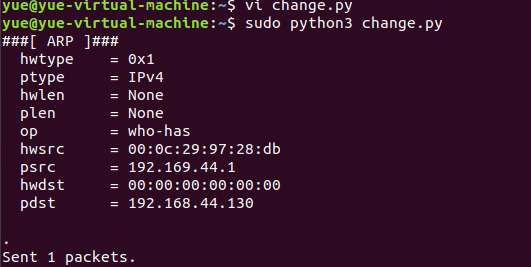 yue@yue-virtual-machine:~$ vi change.py
yue@yue-virtual-machine:~$ sudo python3 change.py
###[ ARP ]###
  hwtype    = 0x1
  ptype     = IPv4
  hwlen     = None
  plen      = None
  op        = who-has
  hwsrc     = 00:0c:29:97:28:db
  psrc      = 192.169.44.1
  hwdst     = 00:00:00:00:00:00
  pdst      = 192.168.44.130
.
Sent 1 packets.